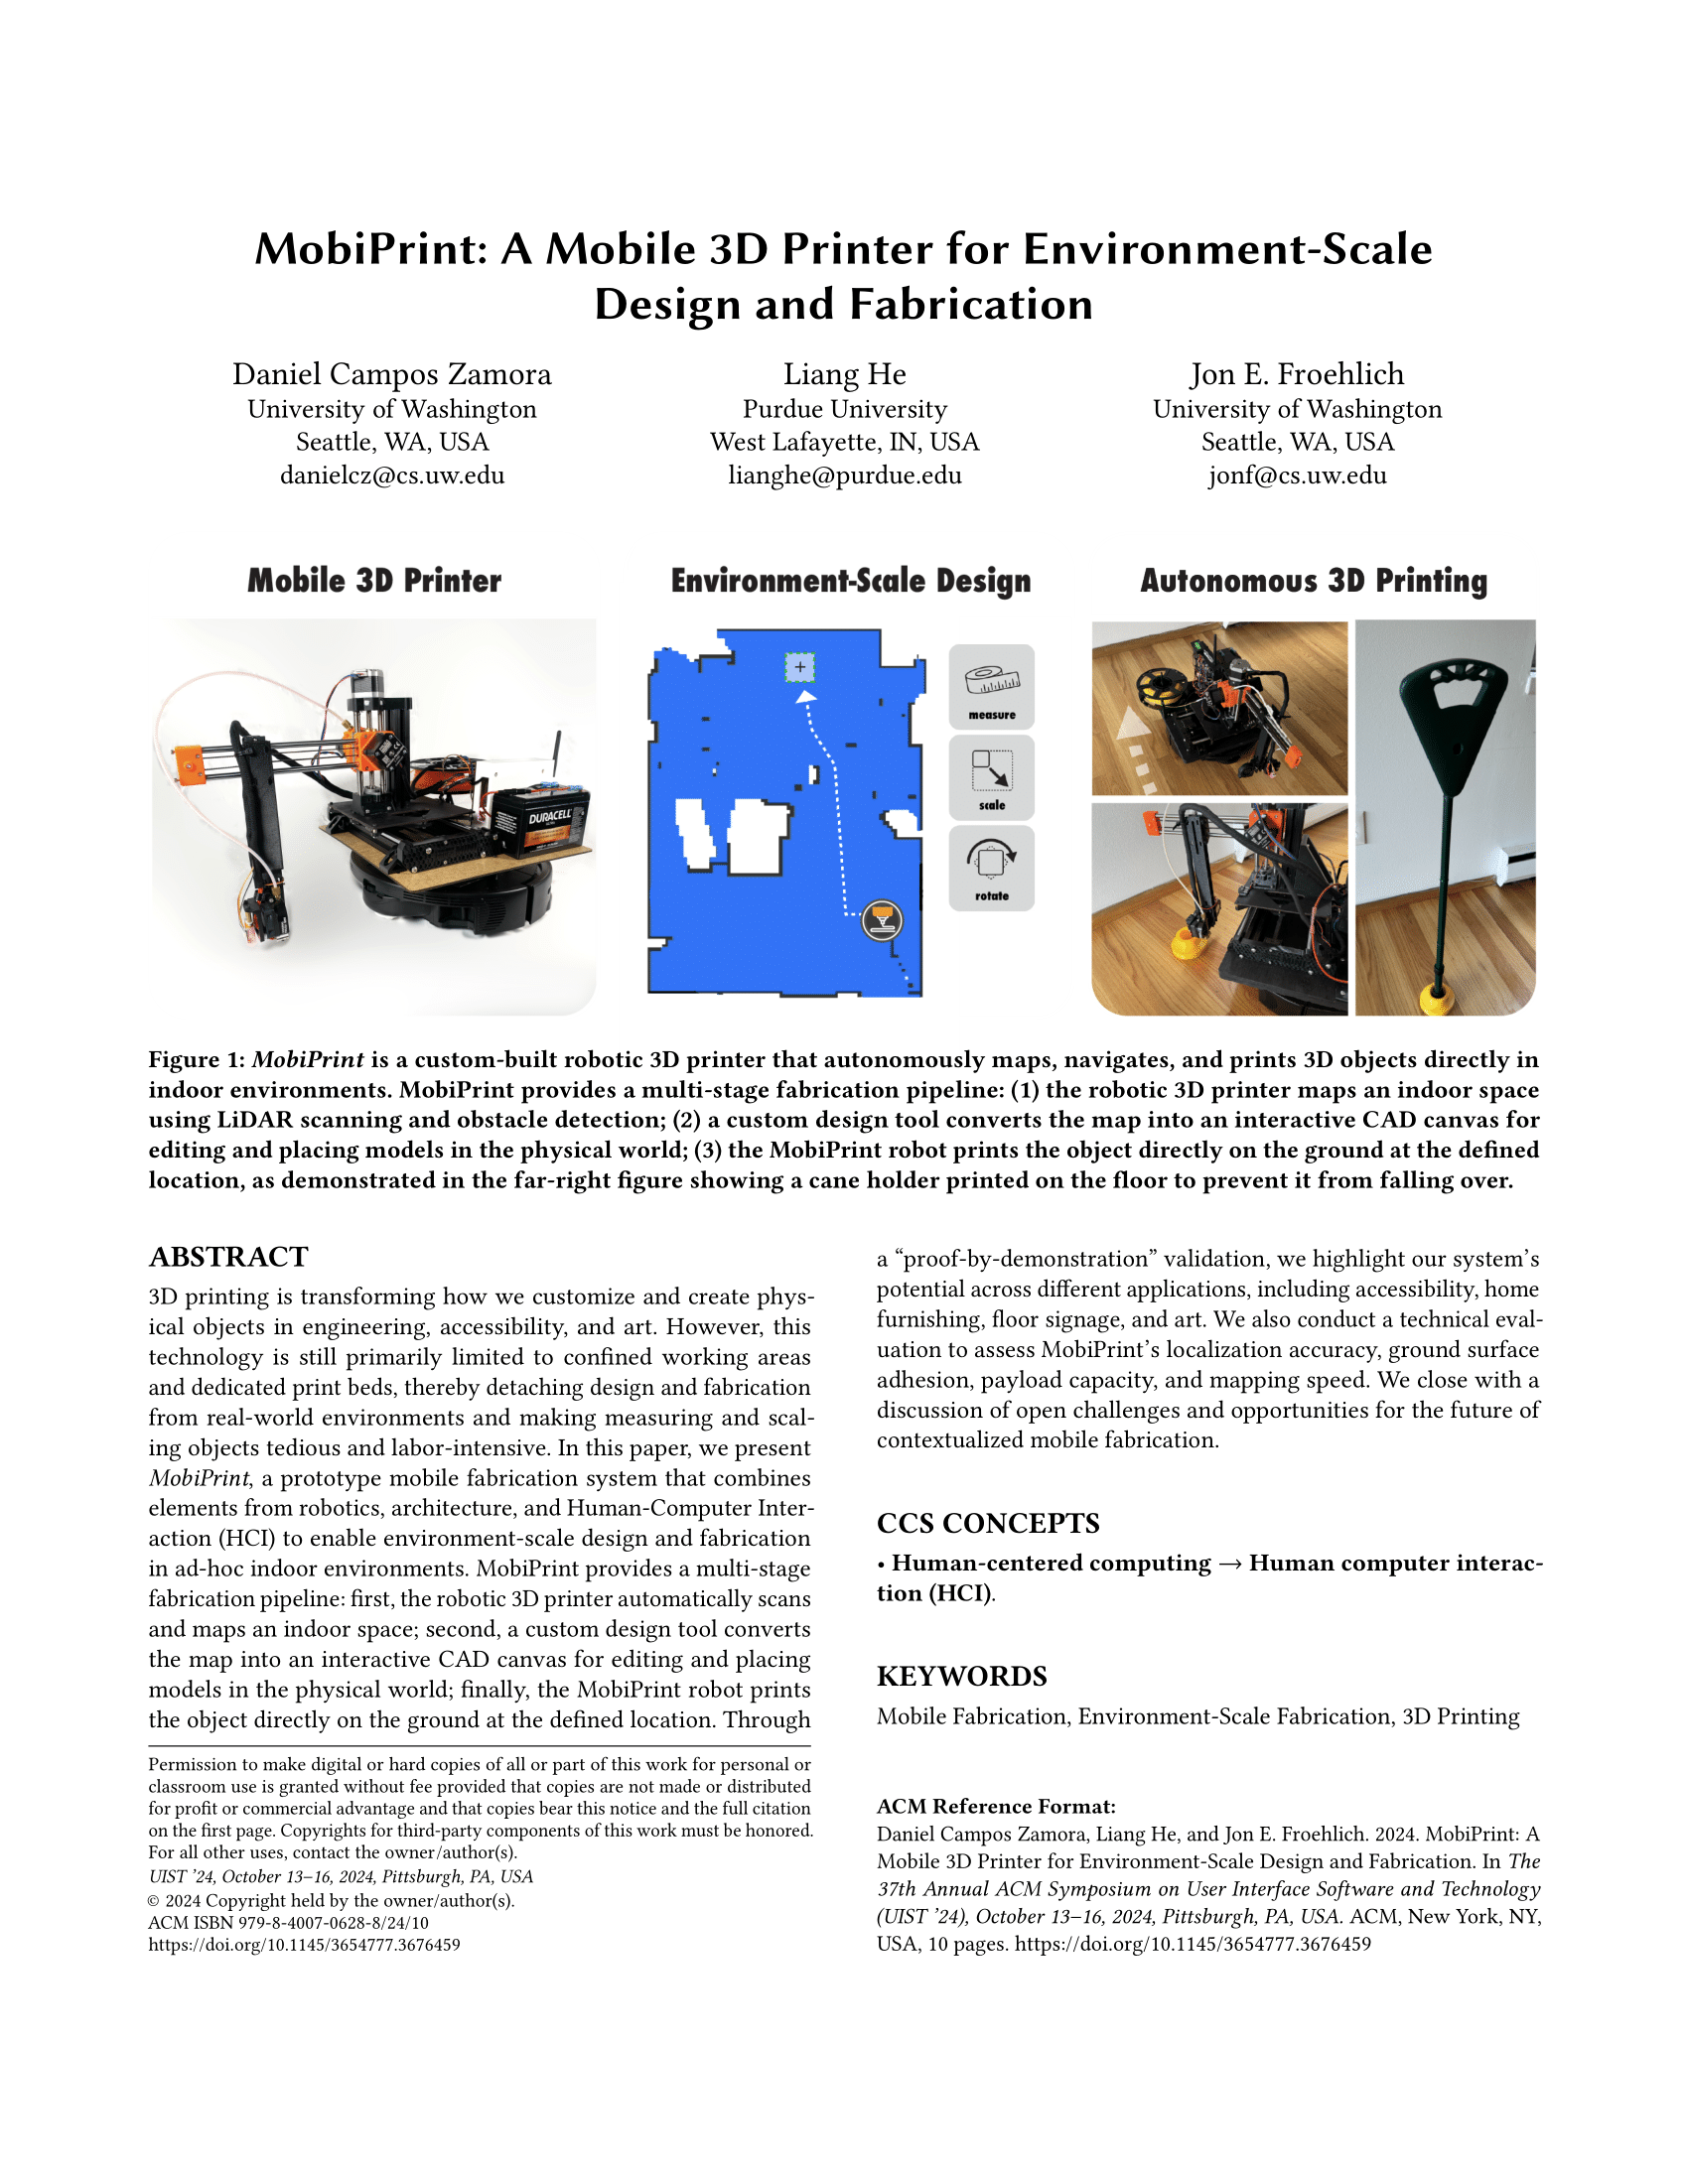 MobiPrint: A Mobile 3D Printer for Environment-Scale
Design and Fabrication
Daniel Campos Zamora
University of Washington
Seattle, WA, USA
danielcz@cs.uw.edu
Liang He
Purdue University
West Lafayette, IN, USA
lianghe@purdue.edu
Jon E. Froehlich
University of Washington
Seattle, WA, USA
jonf@cs.uw.edu
Mobile 3D Printer
Environment-Scale Design
Autonomous 3D Printing
DURACELL
measure
scale
rotate
Figure 1: MobiPrint is a custom-built robotic 3D printer that autonomously maps, navigates, and prints 3D objects directly in
indoor environments. MobiPrint provides a multi-stage fabrication pipeline: (1) the robotic 3D printer maps an indoor space
using LiDAR scanning and obstacle detection; (2) a custom design tool converts the map into an interactive CAD canvas for
editing and placing models in the physical world; (3) the MobiPrint robot prints the object directly on the ground at the defined
location, as demonstrated in the far-right figure showing a cane holder printed on the floor to prevent it from falling over.
ABSTRACT
3D printing is transforming how we customize and create phys-
ical objects in engineering, accessibility, and art. However, this
technology is still primarily limited to confined working areas
and dedicated print beds, thereby detaching design and fabrication
from real-world environments and making measuring and scal-
ing objects tedious and labor-intensive. In this paper, we present
MobiPrint, a prototype mobile fabrication system that combines
elements from robotics, architecture, and Human-Computer Inter-
action (HCI) to enable environment-scale design and fabrication
in ad-hoc indoor environments. MobiPrint provides a multi-stage
fabrication pipeline: first, the robotic 3D printer automatically scans
and maps an indoor space; second, a custom design tool converts
the map into an interactive CAD canvas for editing and placing
models in the physical world; finally, the MobiPrint robot prints
the object directly on the ground at the defined location. Through
Permission to make digital or hard copies of all or part of this work for personal or
classroom use is granted without fee provided that copies are not made or distributed
for profit or commercial advantage and that copies bear this notice and the full citation
on the first page. Copyrights for third-party components of this work must be honored.
For all other uses, contact the owner/author(s).
UIST ’24, October 13–16, 2024, Pittsburgh, PA, USA
© 2024 Copyright held by the owner/author(s).
ACM ISBN 979-8-4007-0628-8/24/10
https://doi.org/10.1145/3654777.3676459
a “proof-by-demonstration” validation, we highlight our system’s
potential across different applications, including accessibility, home
furnishing, floor signage, and art. We also conduct a technical eval-
uation to assess MobiPrint’s localization accuracy, ground surface
adhesion, payload capacity, and mapping speed. We close with a
discussion of open challenges and opportunities for the future of
contextualized mobile fabrication.
CCS CONCEPTS
• Human-centered computing → Human computer interac-
tion (HCI).
KEYWORDS
Mobile Fabrication, Environment-Scale Fabrication, 3D Printing
ACM Reference Format:
Daniel Campos Zamora, Liang He, and Jon E. Froehlich. 2024. MobiPrint: A
Mobile 3D Printer for Environment-Scale Design and Fabrication. In The
37th Annual ACM Symposium on User Interface Software and Technology
(UIST ’24), October 13–16, 2024, Pittsburgh, PA, USA. ACM, New York, NY,
USA, 10 pages. https://doi.org/10.1145/3654777.3676459